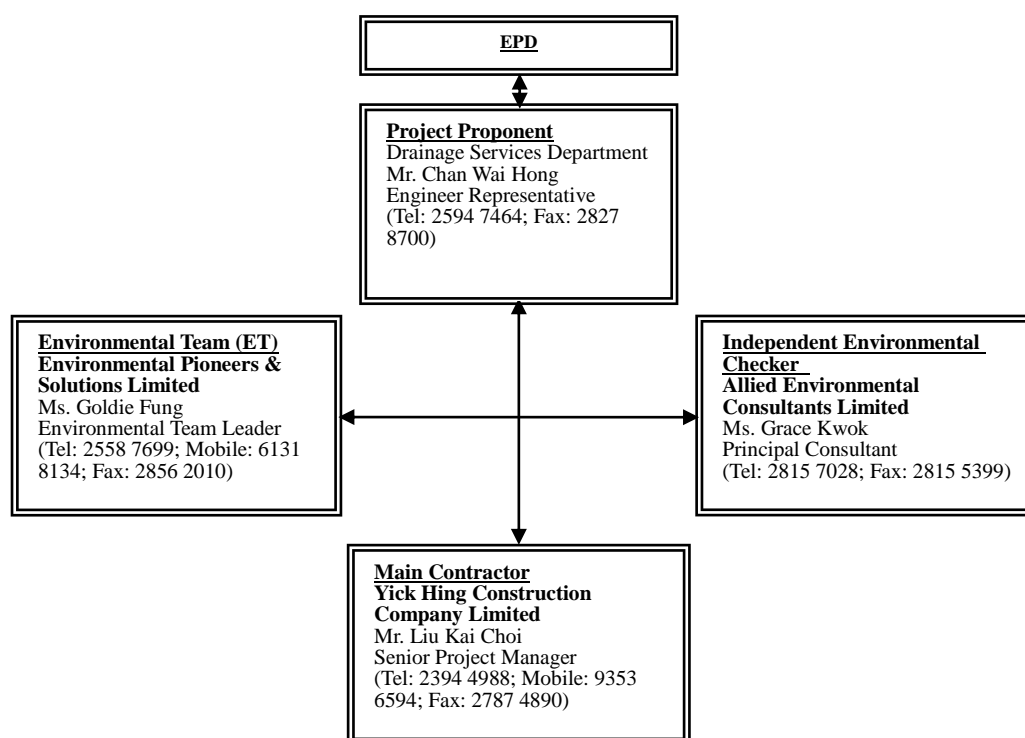 EPD
Project Proponent
Drainage Services Department
Mr. Chan Wai Hong
Engineer Representative
(Tel: 2594 7464; Fax: 2827
8700)
Environmental Team (ET)
Environmental Pioneers &
Solutions Limited
Ms. Goldie Fung
Environmental Team Leader
(Tel: 2558 7699; Mobile: 6131
8134; Fax: 2856 2010)
Independent Environmental
Checker
Allied Environmental
Consultants Limited
Ms. Grace Kwok
Principal Consultant
(Tel: 2815 7028; Fax: 2815 5399)
Main Contractor
Yick Hing Construction
Company Limited
Mr. Liu Kai Choi
Senior Project Manager
(Tel: 2394 4988; Mobile: 9353
6594; Fax: 2787 4890)